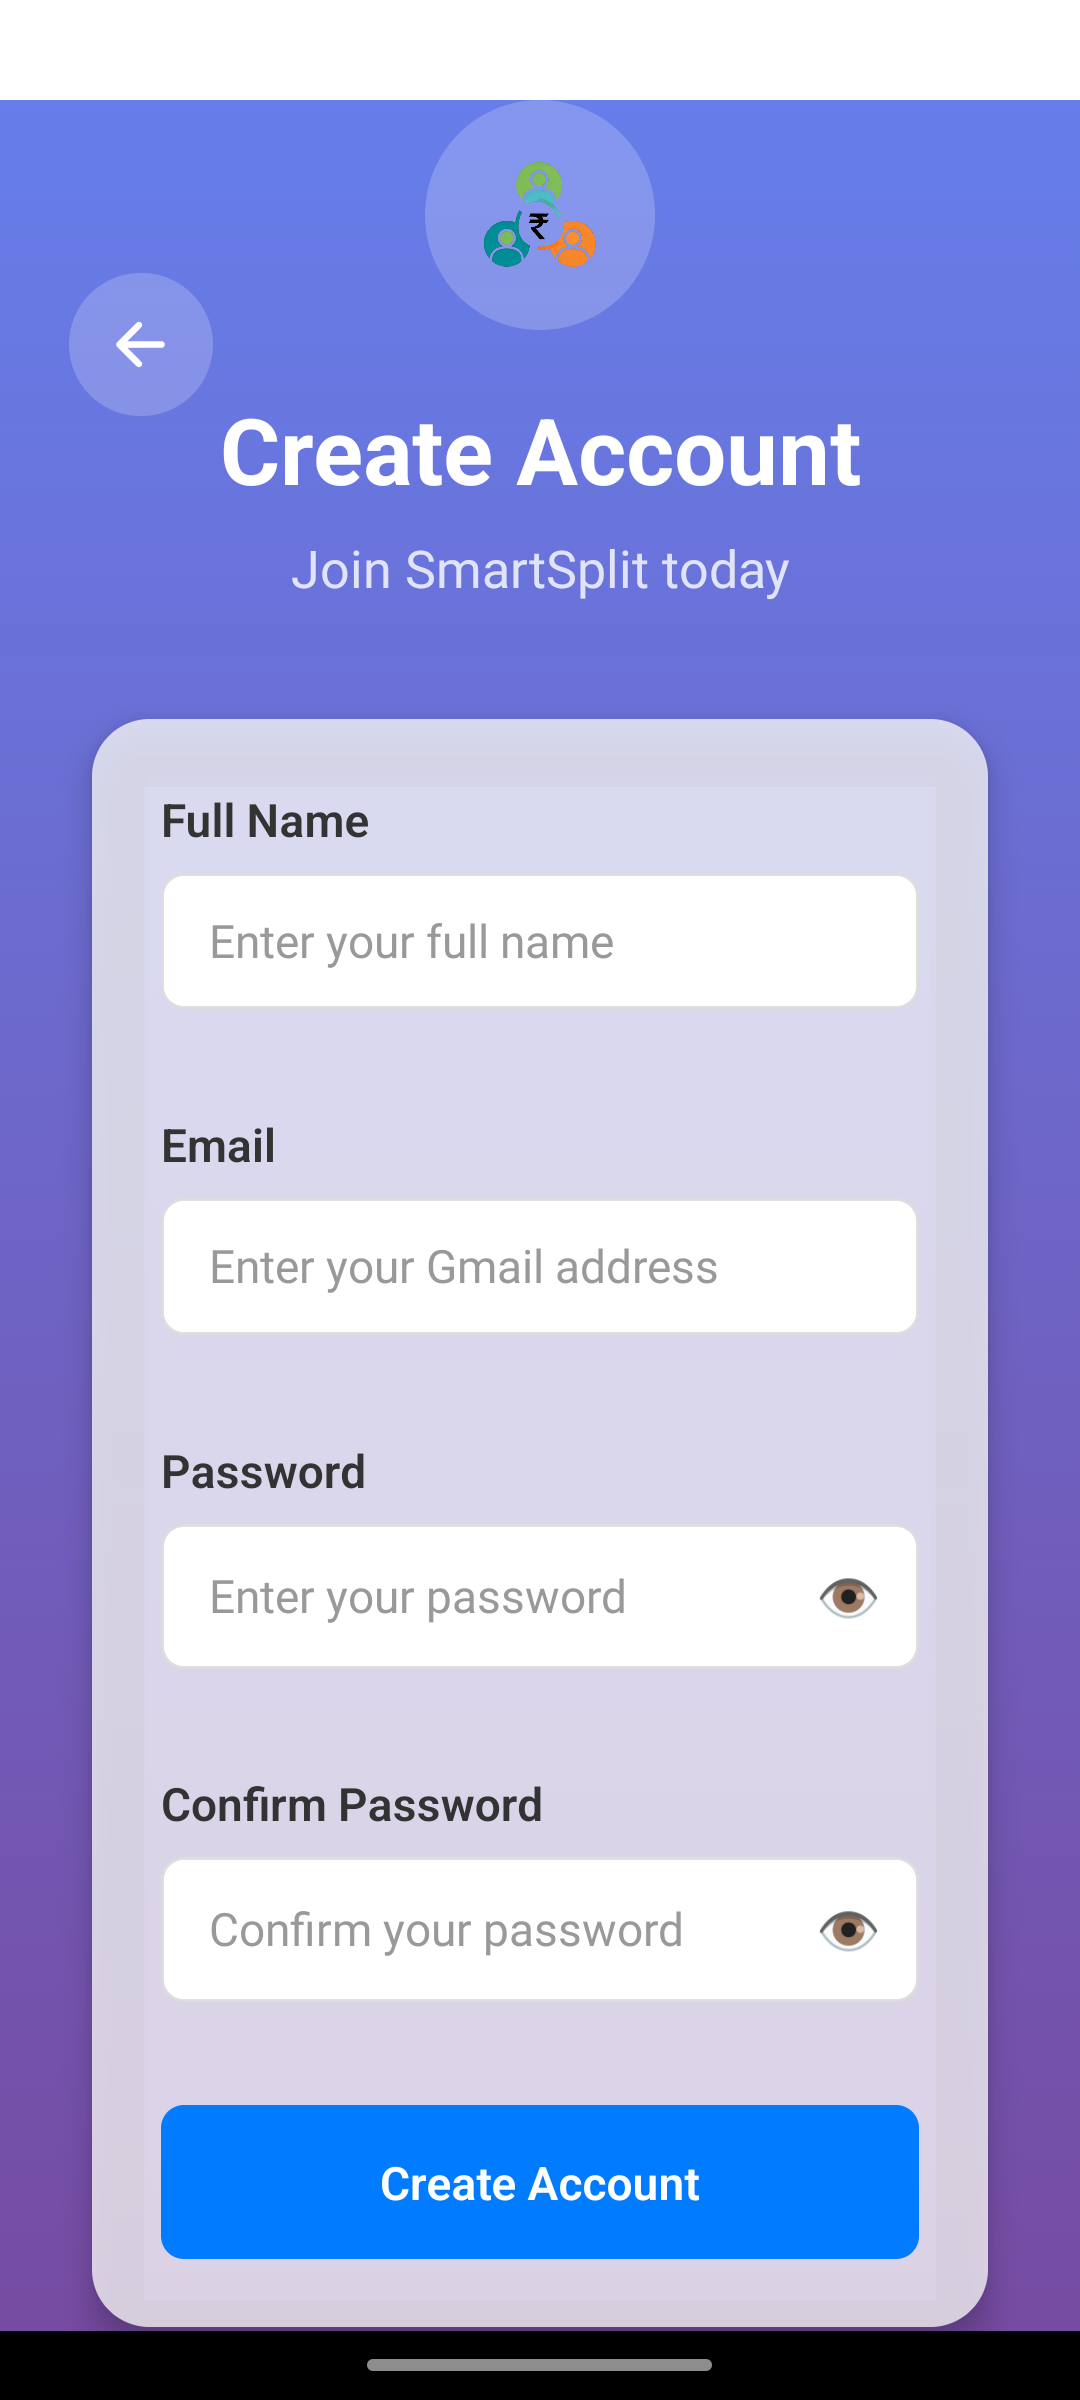 ₹
Create Account
Join SmartSplit today
Full Name
Enter your full name
Email
Enter your Gmail address
Password
Enter your password
Confirm Password
Confirm your password
Create Account